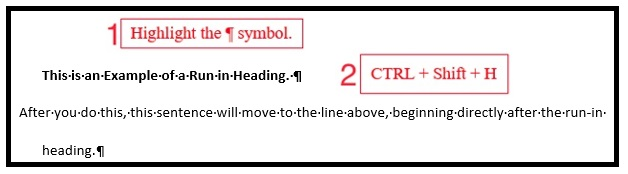 1 Highlight the ¶ symbol.
This·is·an·Example·of·a·Run·in·Heading.·¶
2 CTRL + Shift + H
After·you·do·this,·this·sentence·will·move·to·the·line·above,·beginning·directly·after·the·run-in·
heading.¶